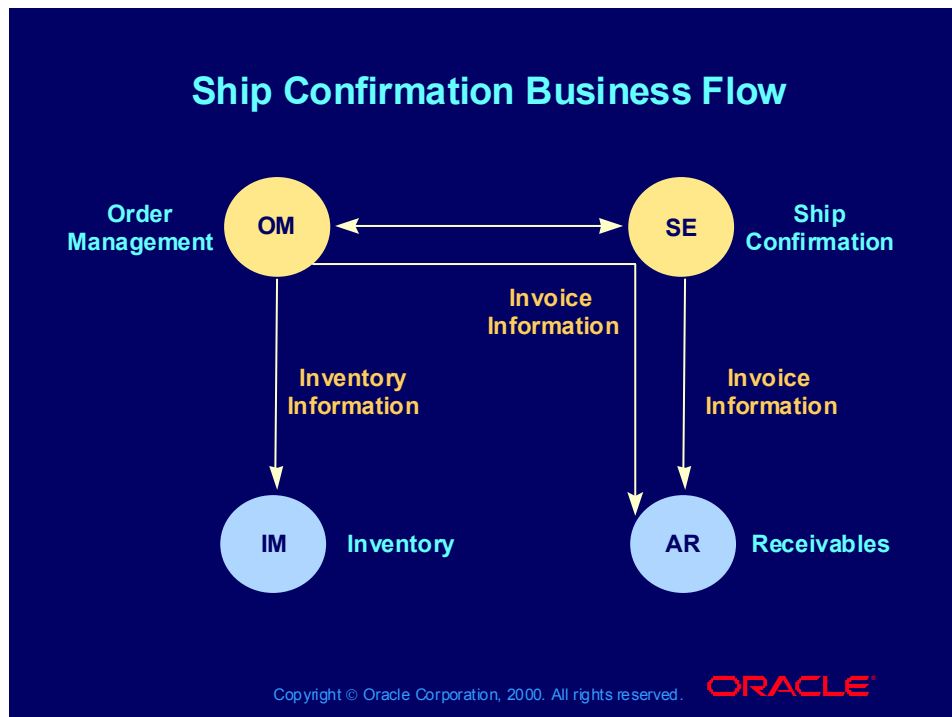 Ship Confirmation Business Flow
Order
Management
OM
SE
Ship
Confirmation
Invoice
Information
Inventory
Information
Invoice
Information
IM
Inventory
AR
Receivables
Copyright © Oracle Corporation, 2000. All rights reserved.
ORACLE®